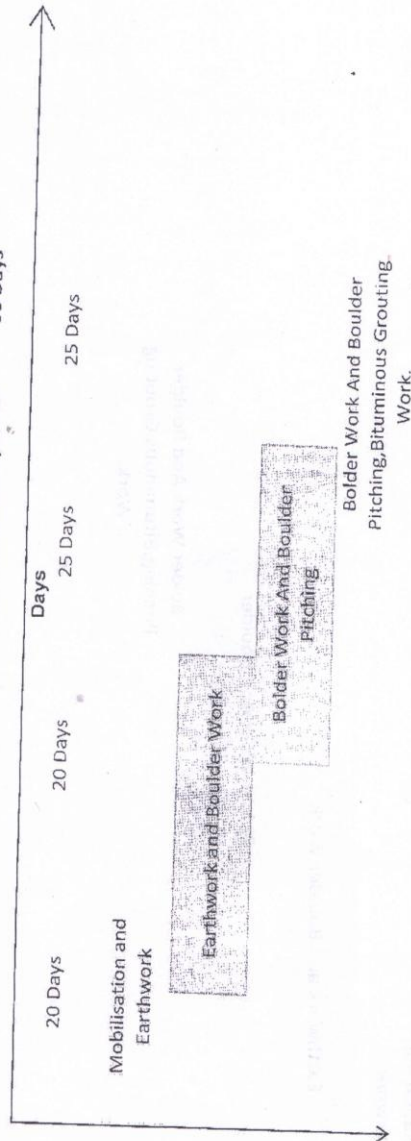 Days
20 Days
20 Days
25 Days
25 Days
Mobilisation and
Earthwork
Earthwork and Boulder Work
Bolder Work And Boulder
Pitching
Bolder Work And Boulder
Pitching,Bituminous Grouting
Work.